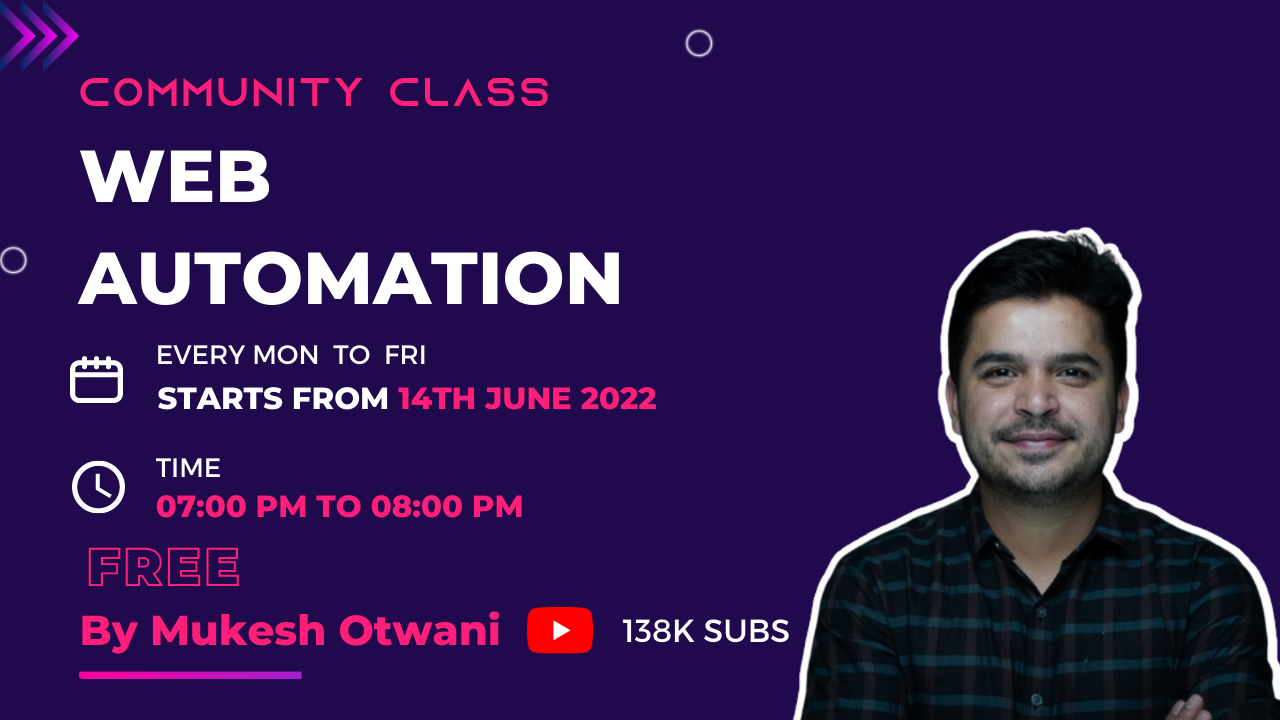 COMMUNITY CLASS
WEB
AUTOMATION
EVERY MON TO FRI
STARTS FROM 14TH JUNE 2022
TIME
07:00 PM TO 08:00 PM
FREE
By Mukesh Otwani 138K SUBS